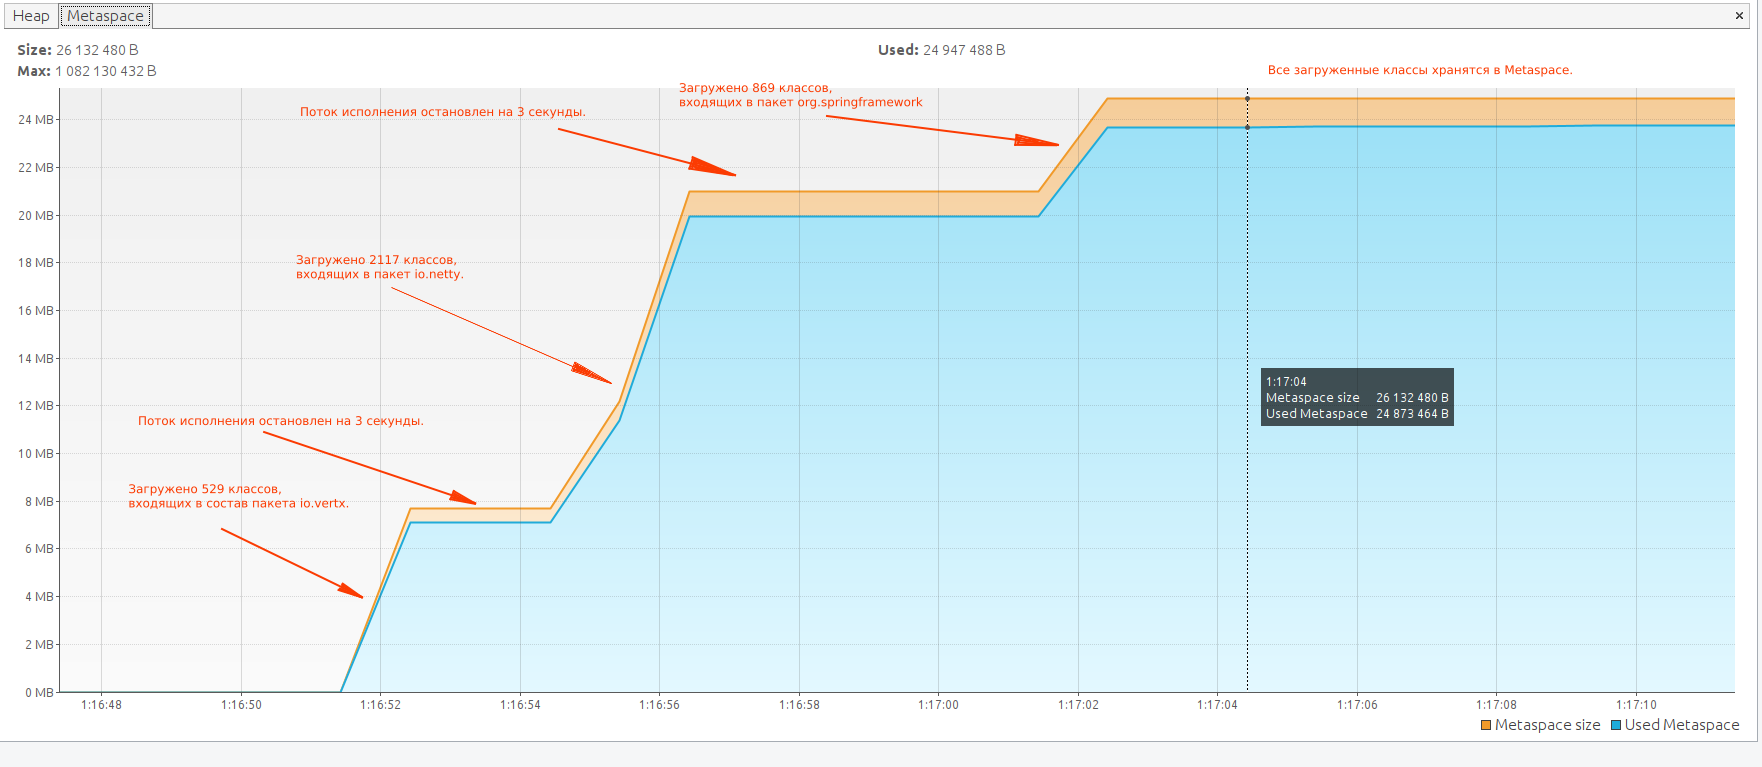 Heap Metaspace ×
Size: 26 132 480 B Used: 24 947 488 B
Max: 1 082 130 432 B
Все загруженные классы хранятся в Metaspace.
Загружено 869 классов,
входящих в пакет org.springframework
Поток исполнения остановлен на 3 секунды.
24 MB
22 MB
20 MB
18 MB
16 MB
14 MB
12 MB
10 MB
8 MB
6 MB
4 MB
2 MB
0 MB
Загружено 2117 классов,
входящих в пакет io.netty.
Поток исполнения остановлен на 3 секунды.
Загружено 529 классов,
входящих в состав пакета io.vertx.
1:17:04
Metaspace size 26 132 480 B
Used Metaspace 24 873 464 B
1:16:48 1:16:50 1:16:52 1:16:54 1:16:56 1:16:58 1:17:00 1:17:02 1:17:04 1:17:06 1:17:08 1:17:10
Metaspace size Used Metaspace